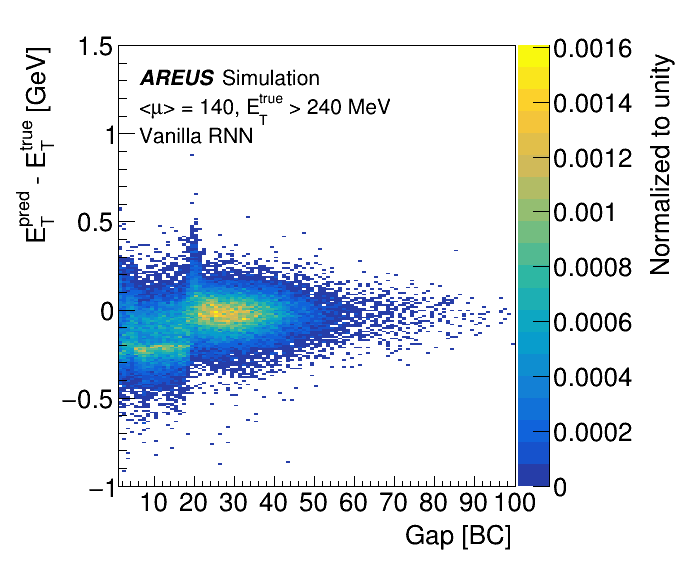 AREUS Simulation
<μ> = 140, E_T^true > 240 MeV
Vanilla RNN
E_T^pred - E_T^true [GeV]
1.5
1
0.5
0
−0.5
−1
10 20 30 40 50 60 70 80 90 100
Gap [BC]
0.0016
0.0014
0.0012
0.001
0.0008
0.0006
0.0004
0.0002
0
Normalized to unity